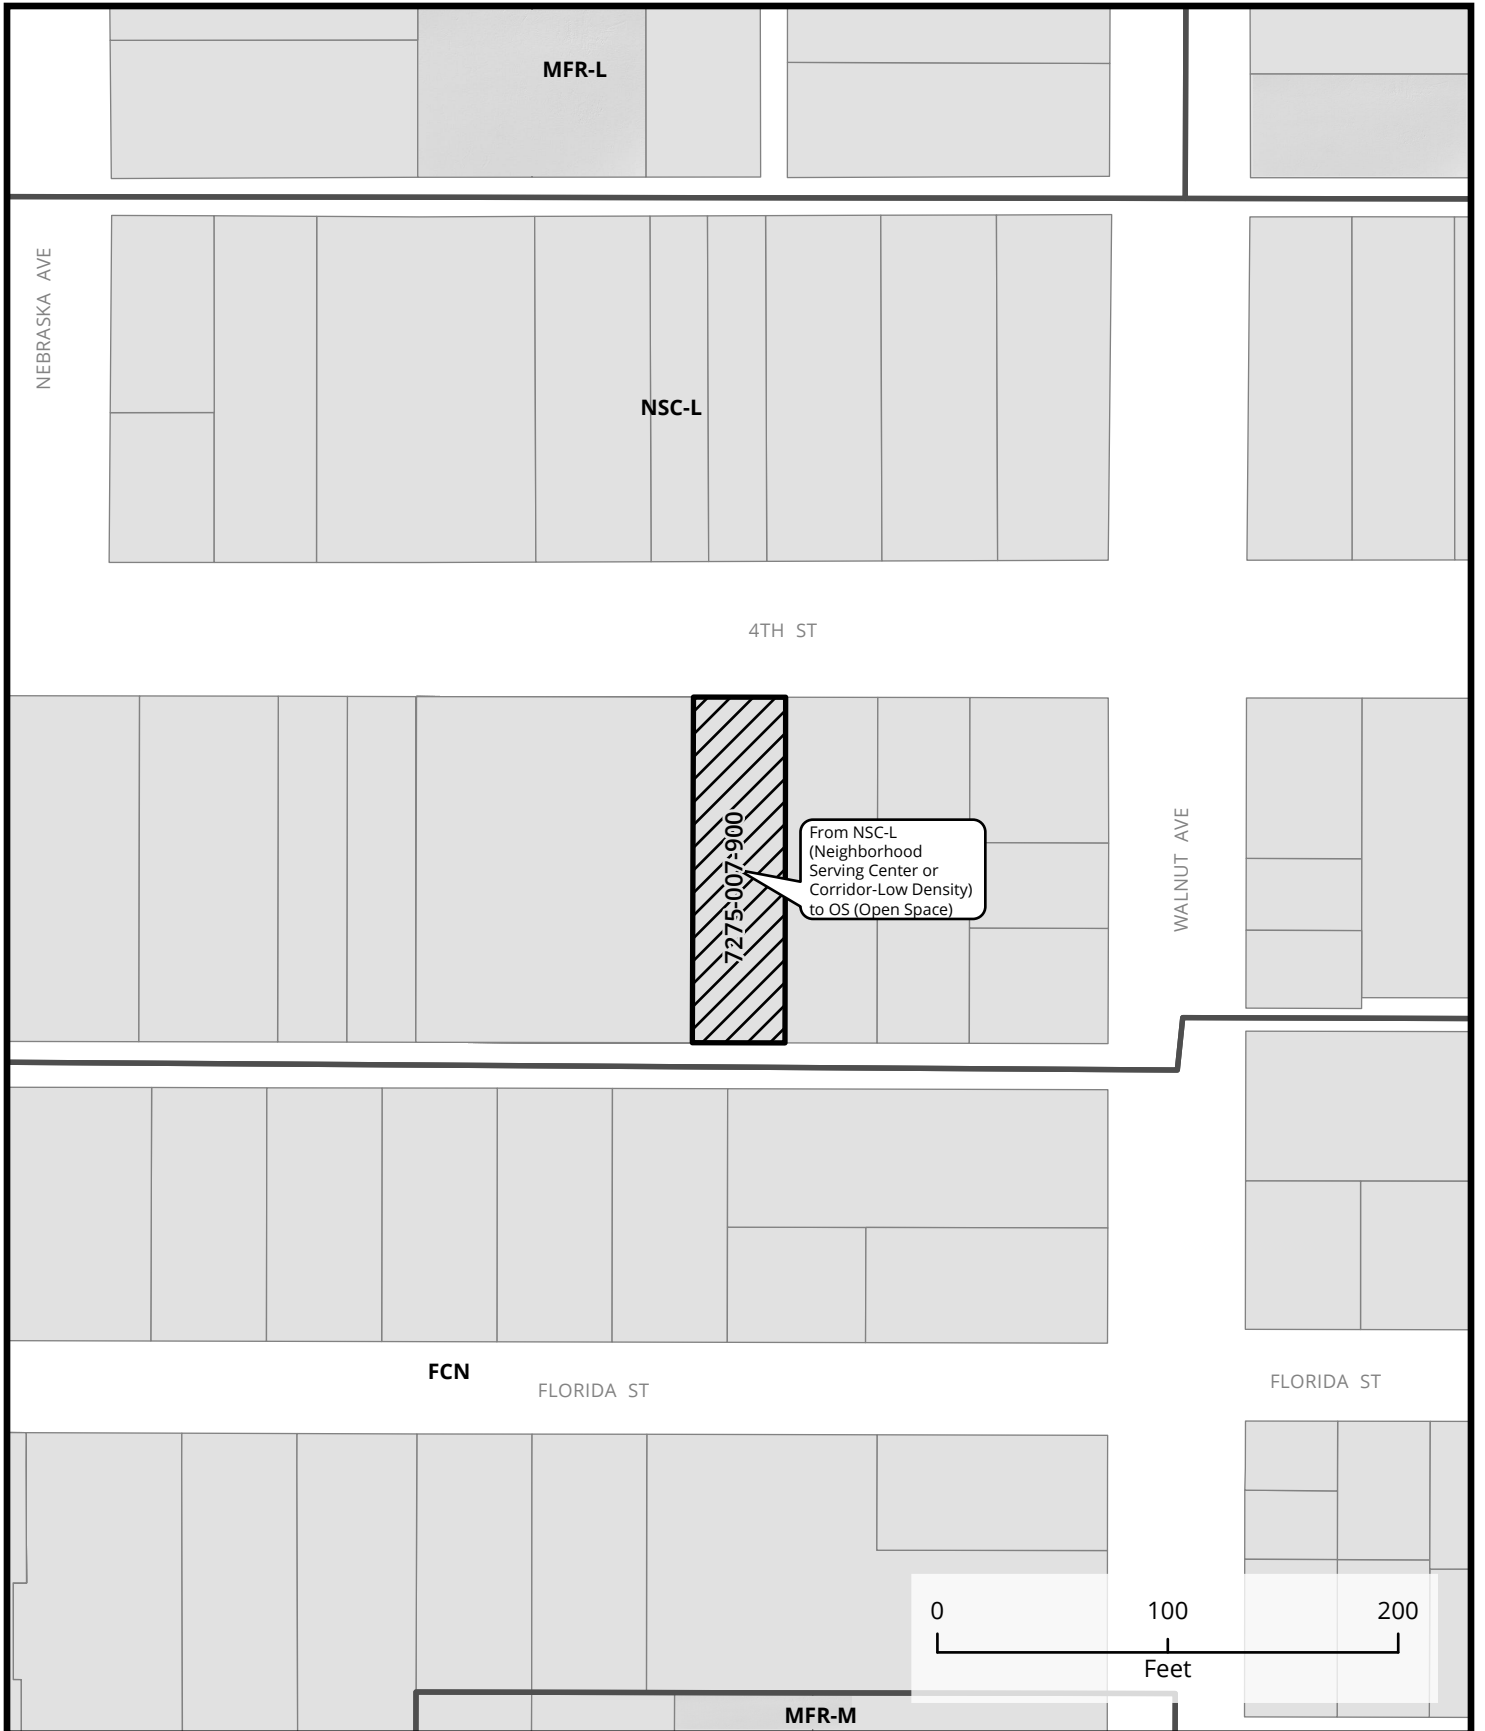 MFR-L
NEBRASKA AVE
NSC-L
4TH ST
7275-007-900
From NSC-L
(Neighborhood
Serving Center or
Corridor-Low Density)
to OS (Open Space)
WALNUT AVE
FCN
FLORIDA ST
FLORIDA ST
0 100 200
Feet
MFR-M